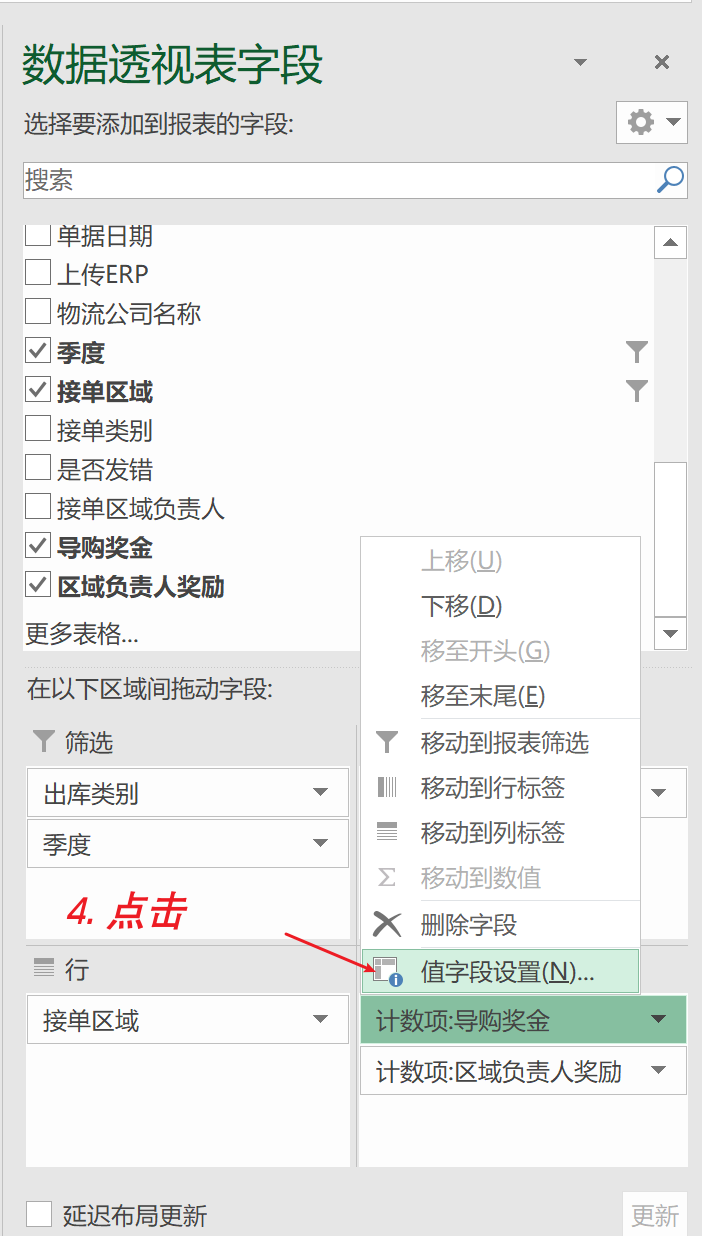 数据透视表字段
选择要添加到报表的字段:
搜索
单据日期
上传ERP
物流公司名称
季度
接单区域
接单类别
是否发错
接单区域负责人
导购奖金
区域负责人奖励
更多表格...
上移(U)
下移(D)
移至开头(G)
移至末尾(E)
移动到报表筛选
移动到行标签
移动到列标签
移动到数值
删除字段
值字段设置(N)...
在以下区域间拖动字段:
筛选
出库类别
季度
4. 点击
行
接单区域
计数项:导购奖金
计数项:区域负责人奖励
延迟布局更新
更新